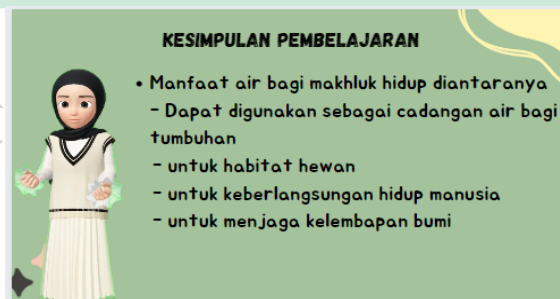 KESIMPULAN PEMBELAJARAN
• Manfaat air bagi makhluk hidup diantaranya
- Dapat digunakan sebagai cadangan air bagi
tumbuhan
- untuk habitat hewan
- untuk keberlangsungan hidup manusia
- untuk menjaga kelembapan bumi